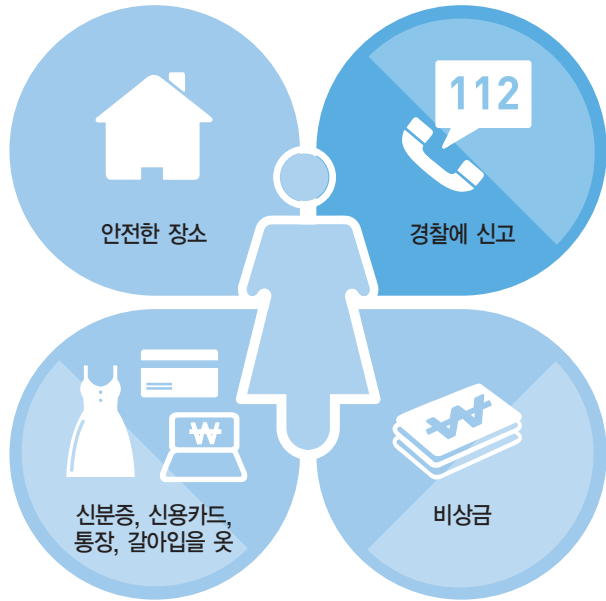 112
안전한 장소
경찰에 신고
₩
신분증, 신용카드,
통장, 갈아입을 옷
₩
비상금